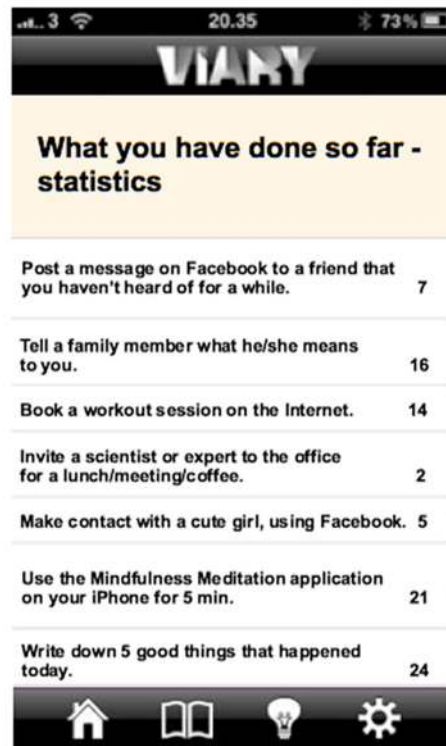 3 20.35 73%
VIARY
What you have done so far -
statistics
Post a message on Facebook to a friend that
you haven't heard of for a while. 7
Tell a family member what he/she means
to you. 16
Book a workout session on the Internet. 14
Invite a scientist or expert to the office
for a lunch/meeting/coffee. 2
Make contact with a cute girl, using Facebook. 5
Use the Mindfulness Meditation application
on your iPhone for 5 min. 21
Write down 5 good things that happened
today. 24